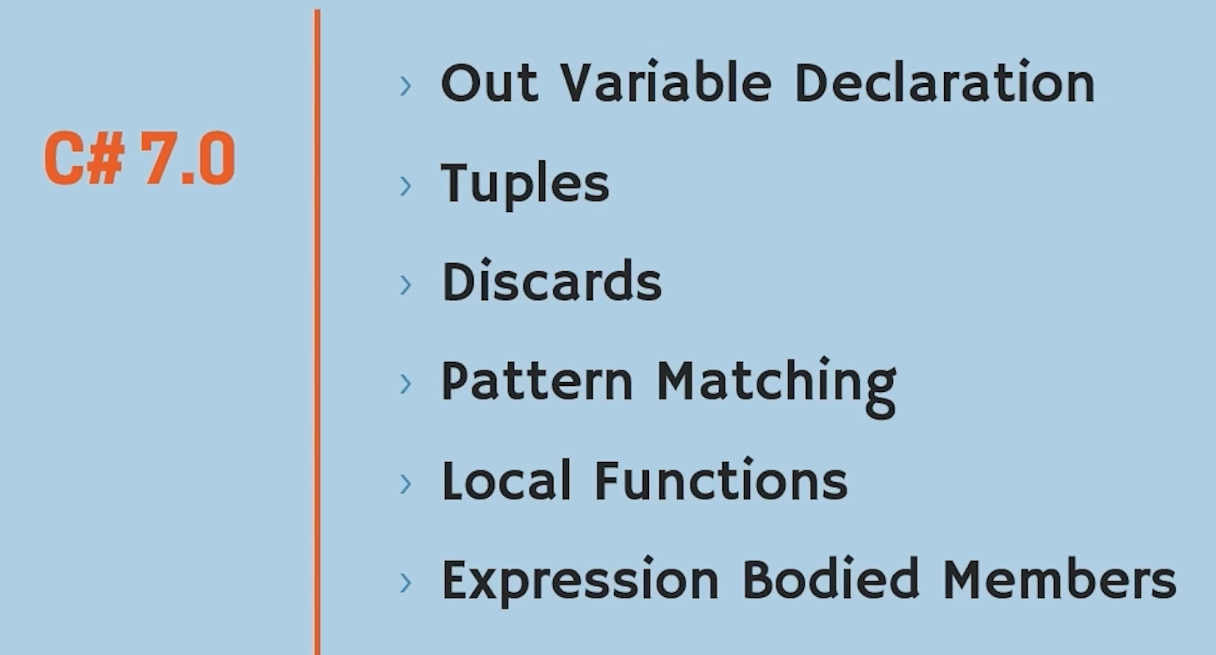 C# 7.0
› Out Variable Declaration
› Tuples
› Discards
› Pattern Matching
› Local Functions
› Expression Bodied Members